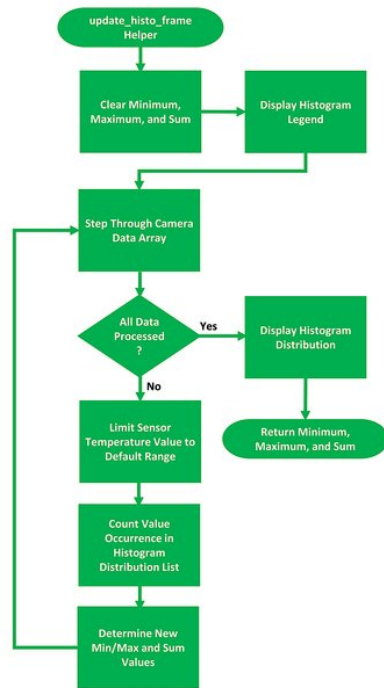 update_histo_frame
Helper
Clear Minimum,
Maximum, and Sum
Display Histogram
Legend
Step Through Camera
Data Array
All Data
Processed
?
Yes
Display Histogram
Distribution
No
Return Minimum,
Maximum, and Sum
Limit Sensor
Temperature Value to
Default Range
Count Value
Occurrence in
Histogram
Distribution List
Determine New
Min/Max and Sum
Values